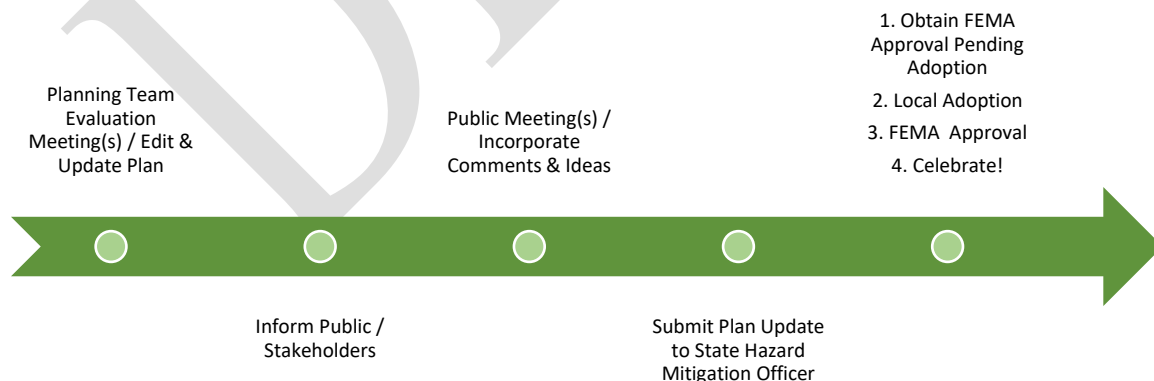 Planning Team
Evaluation
Meeting(s) / Edit &
Update Plan
Inform Public /
Stakeholders
Public Meeting(s) /
Incorporate
Comments & Ideas
Submit Plan Update
to State Hazard
Mitigation Officer
1. Obtain FEMA
Approval Pending
Adoption
2. Local Adoption
3. FEMA Approval
4. Celebrate!